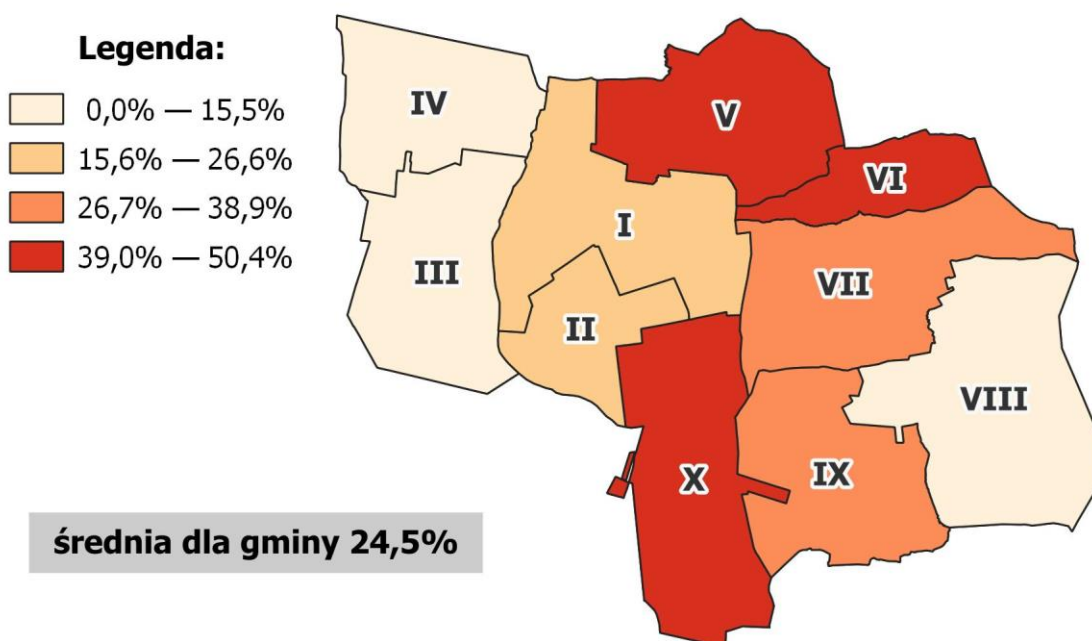 Legenda:
0,0% — 15,5%
15,6% — 26,6%
26,7% — 38,9%
39,0% — 50,4%
IV
V
VI
I
III
VII
II
VIII
X
IX
średnia dla gminy 24,5%